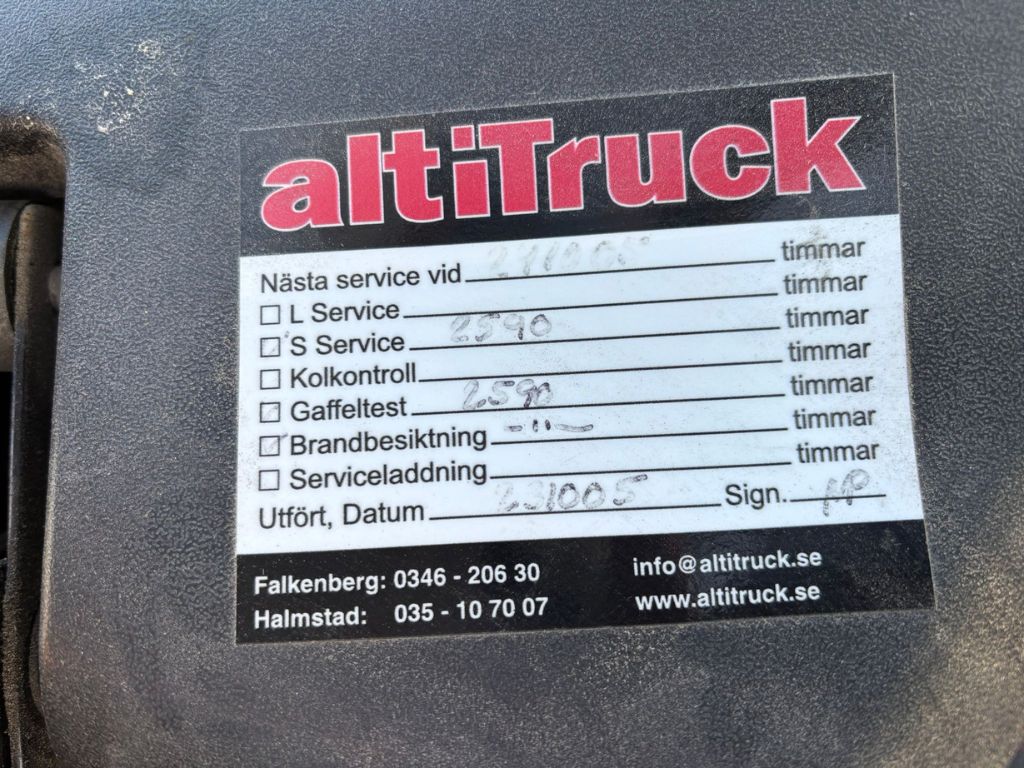 altiTruck
Nästa service vid timmar
L Service timmar
S Service 2590 timmar
Kolkontroll timmar
Gaffeltest 2590 timmar
Brandbesiktning -11- timmar
Serviceladdning timmar
Utfört, Datum 231005 Sign.
Falkenberg: 0346 - 206 30 info@altitruck.se
Halmstad: 035 - 10 70 07 www.altitruck.se